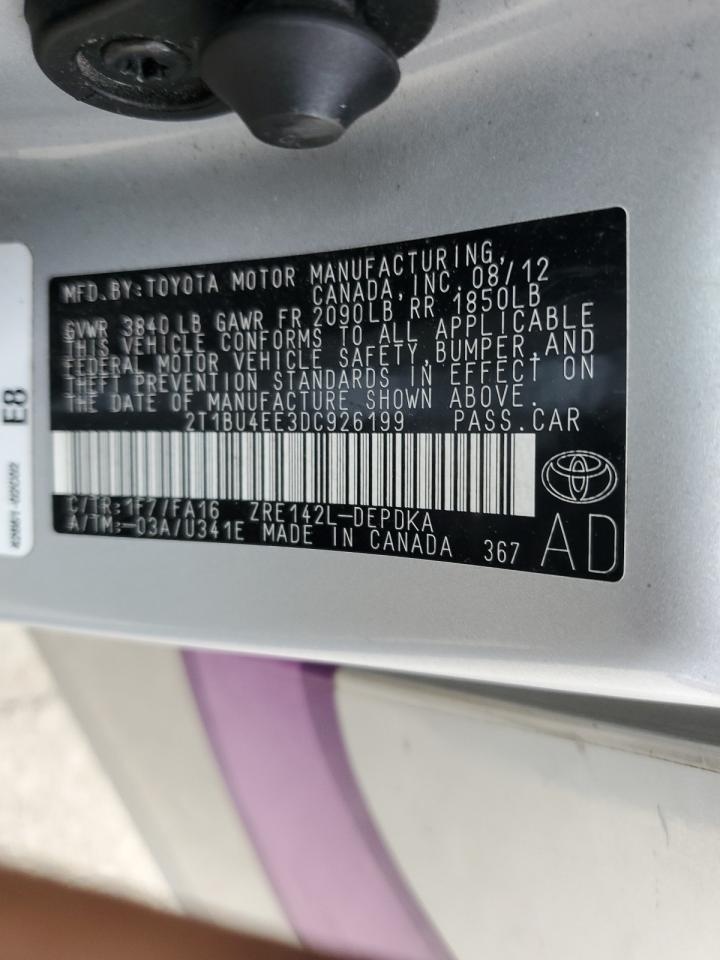 MFD.BY:TOYOTA MOTOR MANUFACTURING,
CANADA,INC.08/12
GVWR 3840LB GAWR FR 2090LB,RR 1850LB
THIS VEHICLE CONFORMS TO ALL APPLICABLE
FEDERAL MOTOR VEHICLE SAFETY,BUMPER,AND
THEFT PREVENTION STANDARDS IN EFFECT ON
THE DATE OF MANUFACTURE SHOWN ABOVE.
2T1BU4EE3DC926199 PASS.CAR
C/TR:1F7/FA16 ZRE142L-DEPDKA
A/TM:-03A/U341E MADE IN CANADA 367
AD
E8